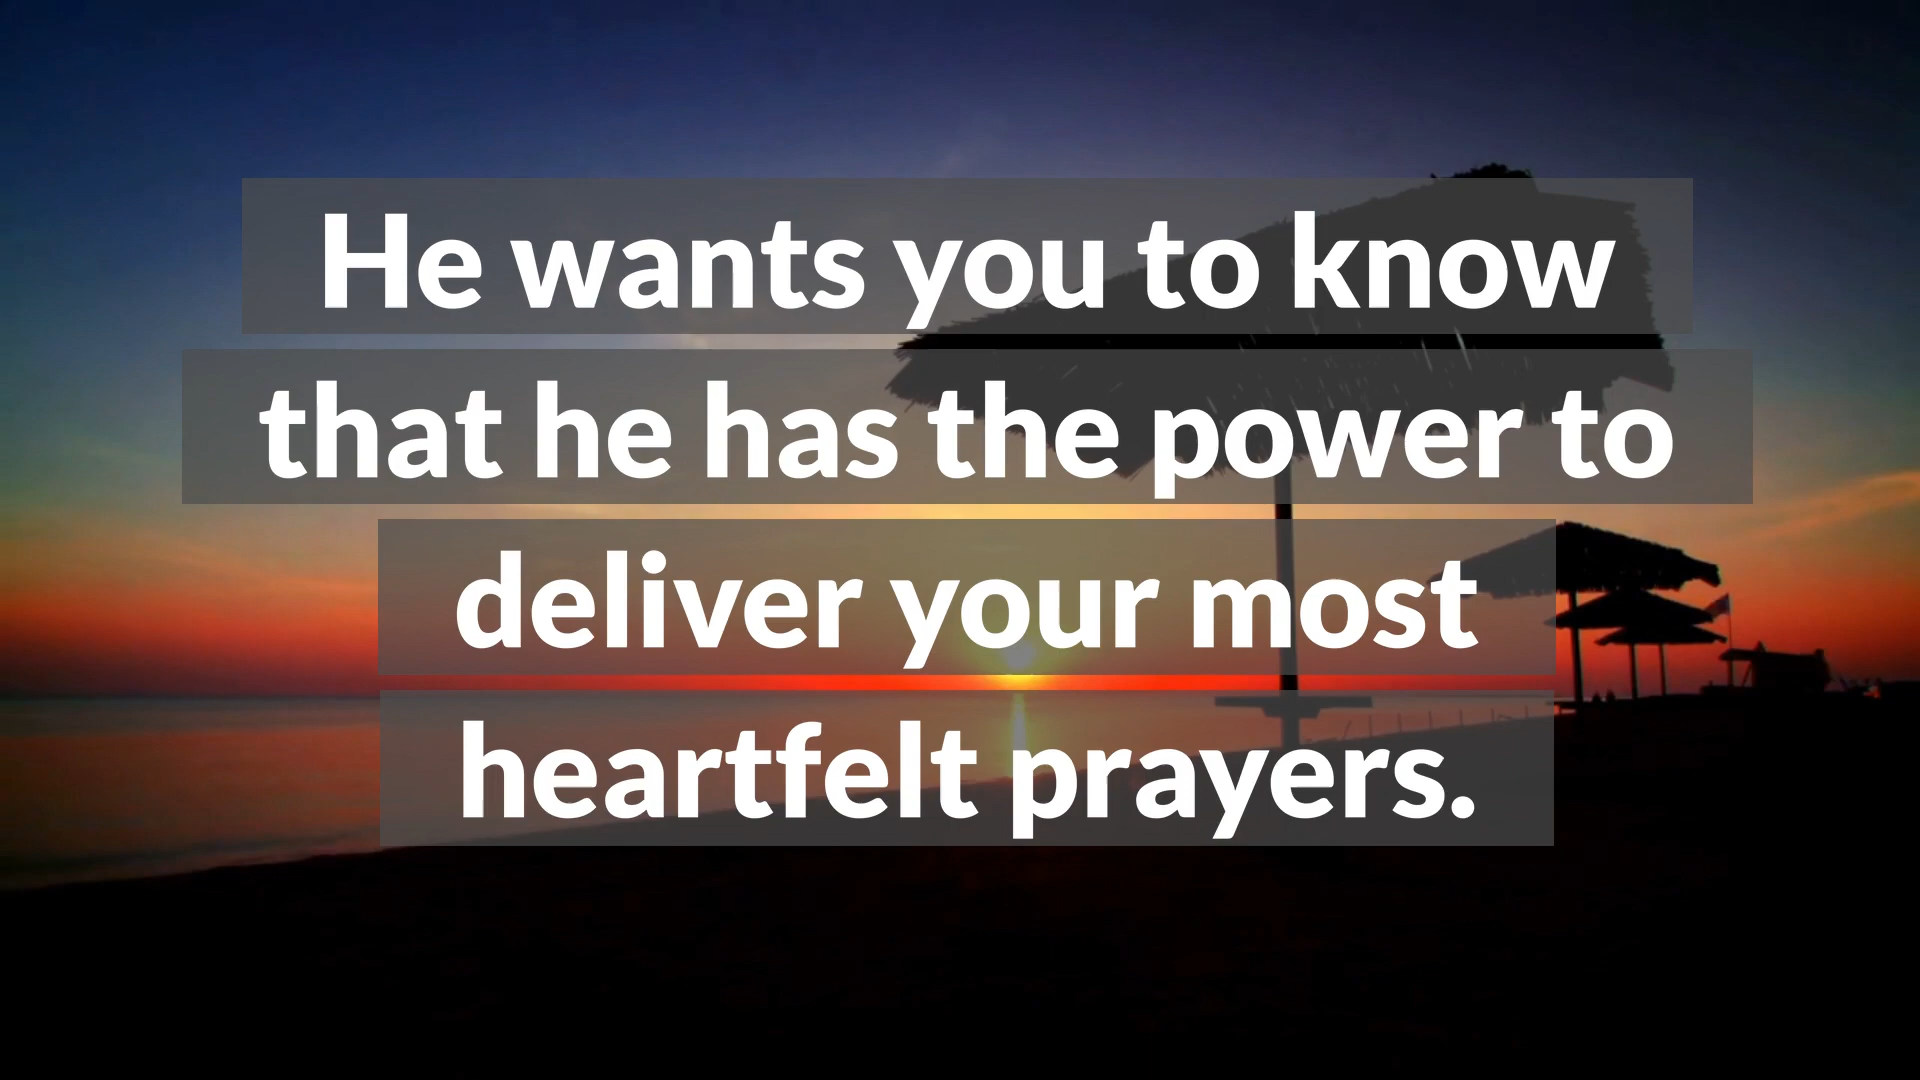 He wants you to know
that he has the power to
deliver your most
heartfelt prayers.